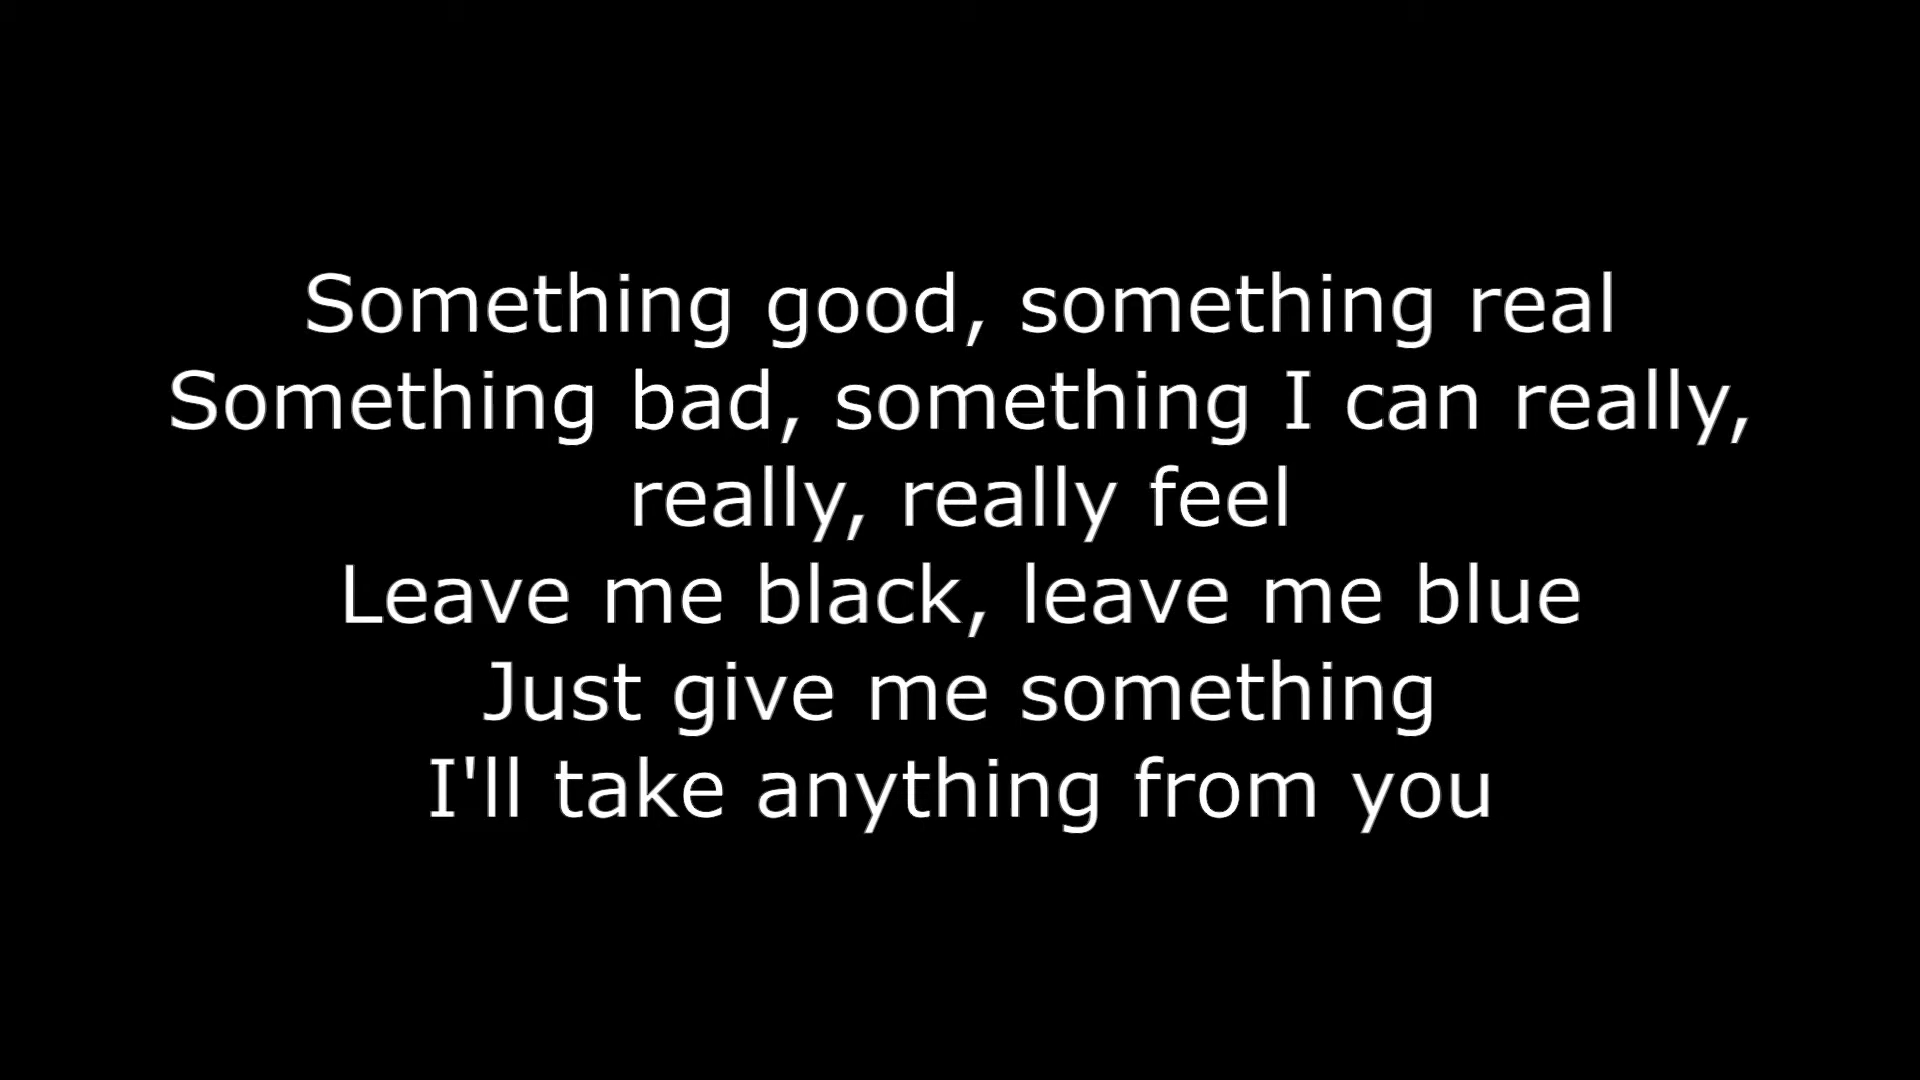 Something good, something real
Something bad, something I can really,
really, really feel
Leave me black, leave me blue
Just give me something
I'll take anything from you